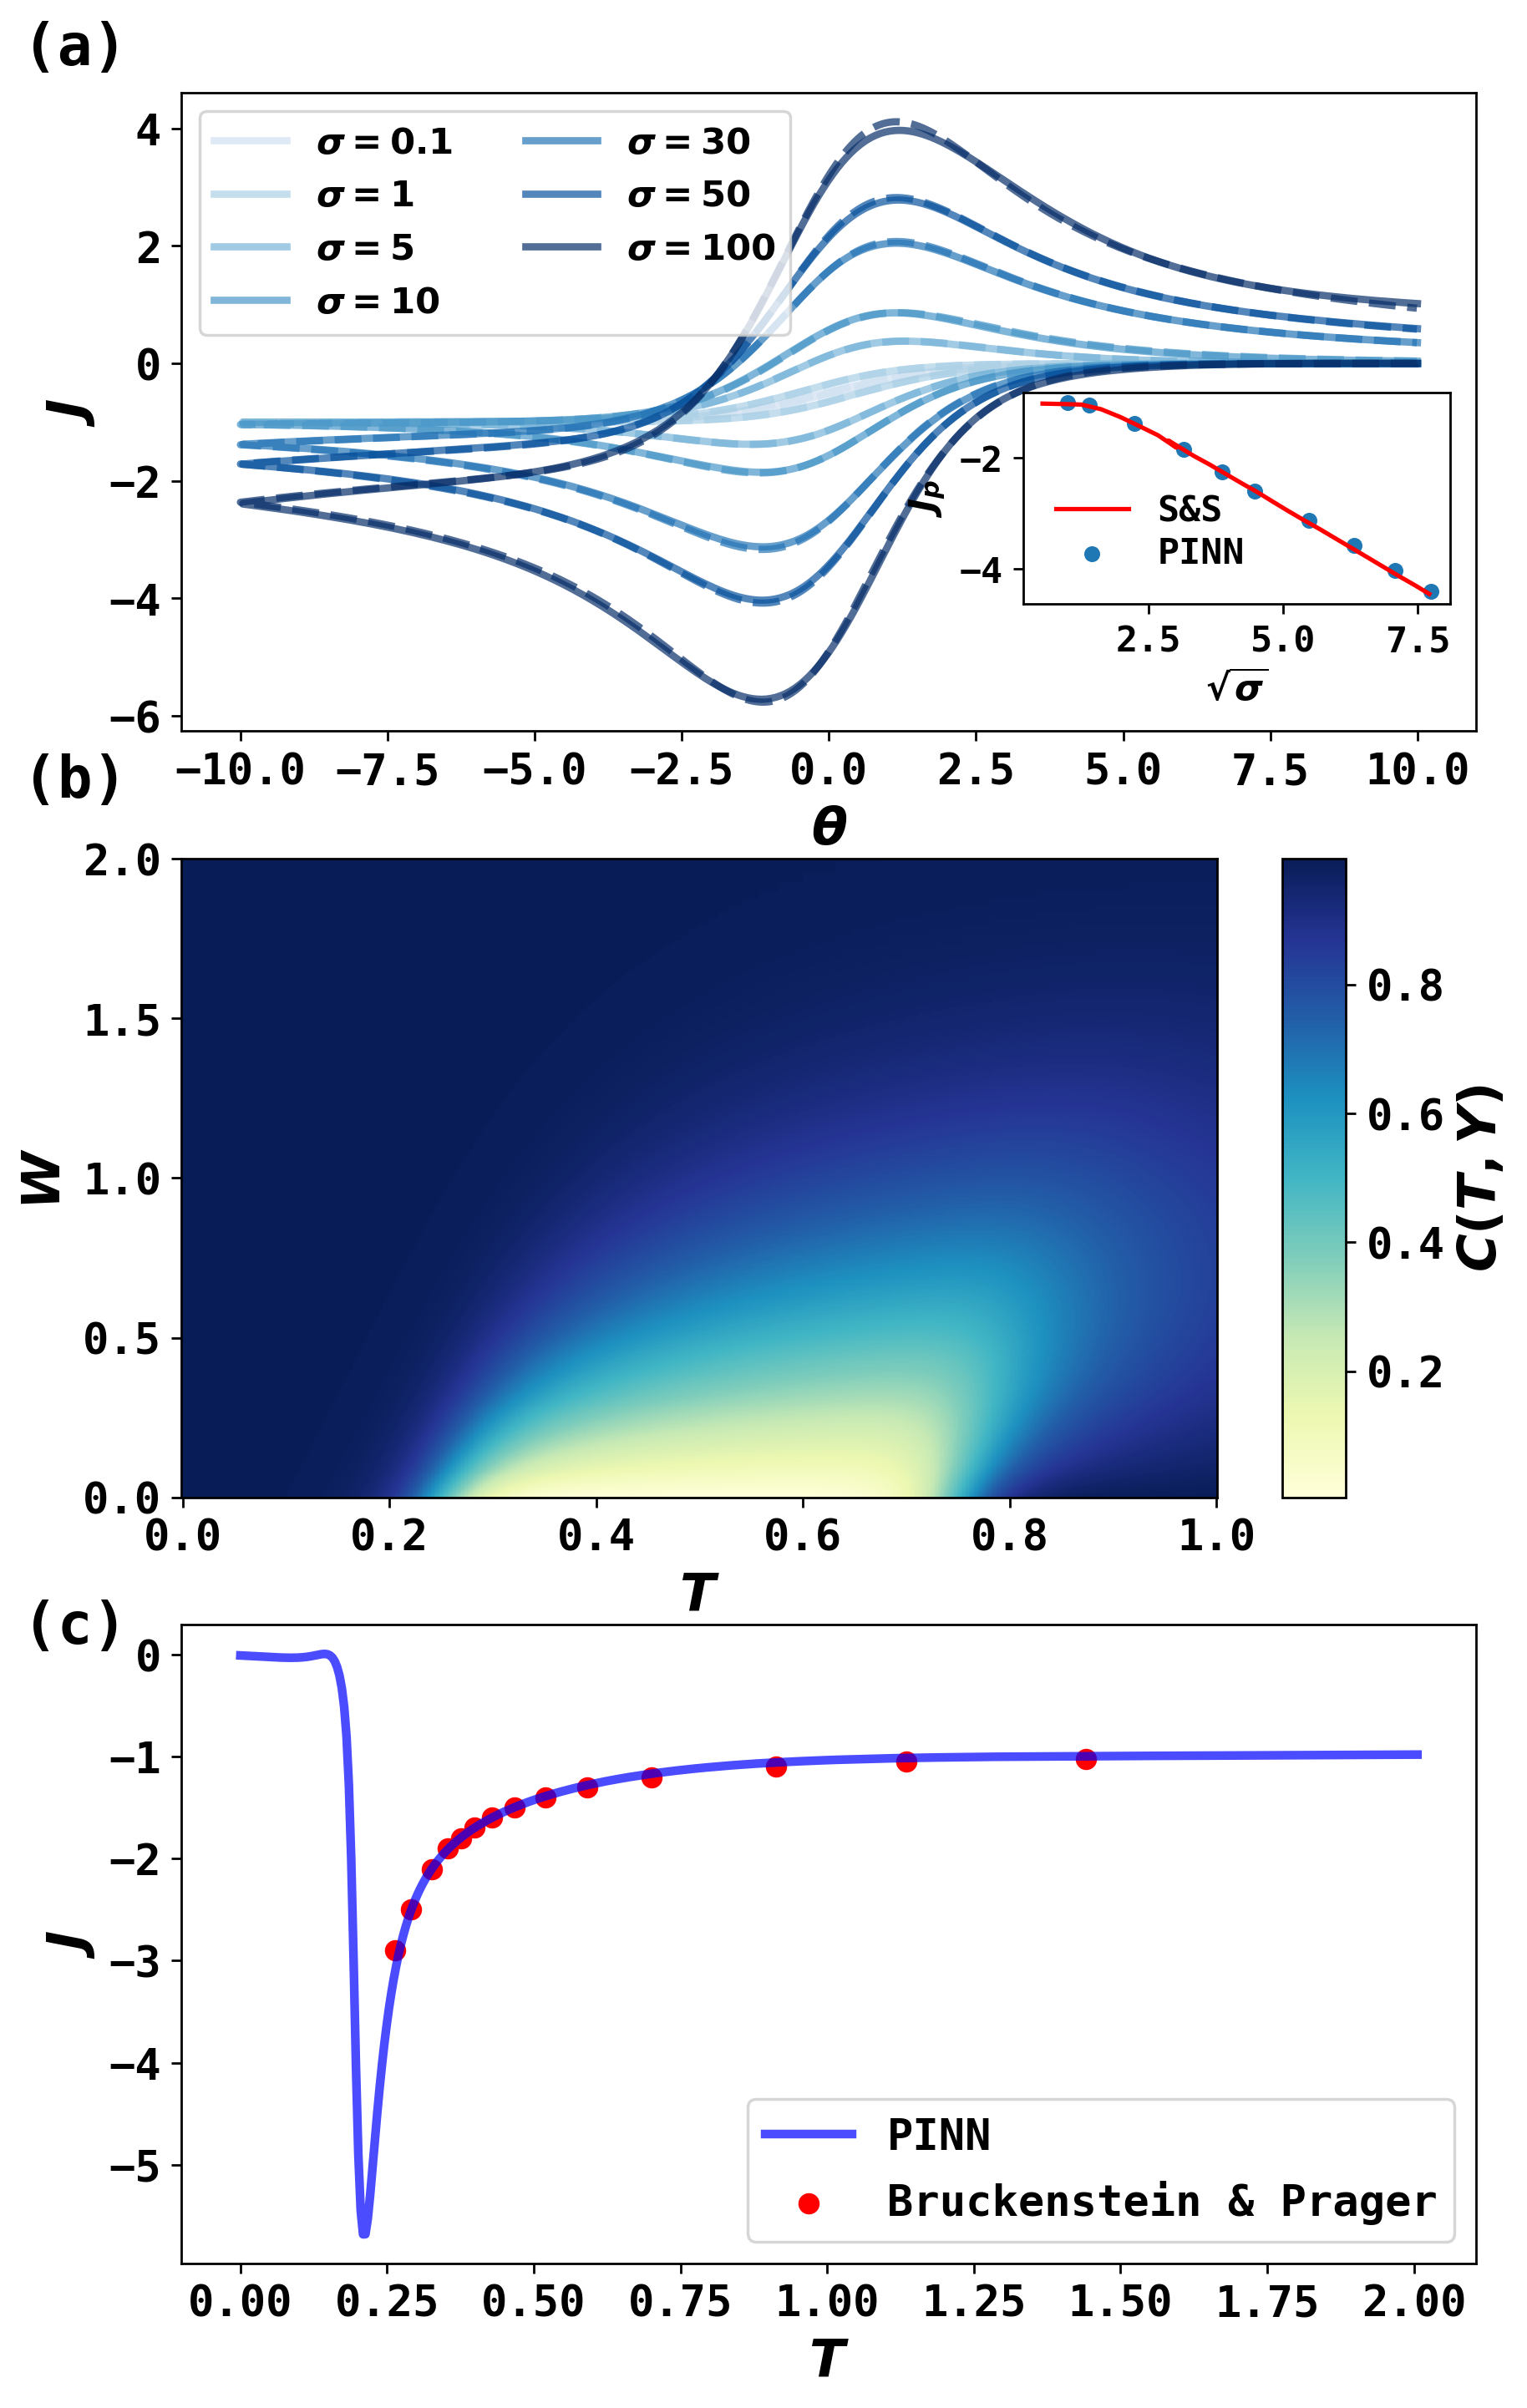 (a)
4
2
0
−2
−4
−6
J
σ = 0.1
σ = 1
σ = 5
σ = 10
σ = 30
σ = 50
σ = 100
−2
−4
J_p
S&S
PINN
2.5 5.0 7.5
√σ
−10.0 −7.5 −5.0 −2.5 0.0 2.5 5.0 7.5 10.0
θ
(b)
2.0
1.5
1.0
0.5
0.0
W
0.0 0.2 0.4 0.6 0.8 1.0
T
0.8
0.6
0.4
0.2
C(T, Y)
(c)
0
−1
−2
−3
−4
−5
J
PINN
Bruckenstein & Prager
0.00 0.25 0.50 0.75 1.00 1.25 1.50 1.75 2.00
T